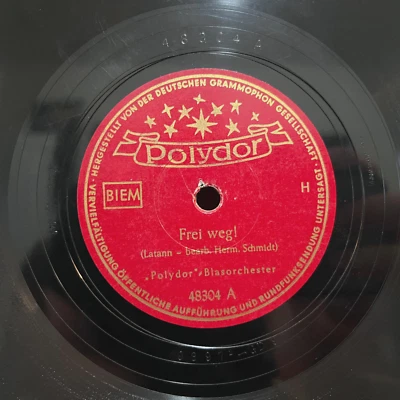 48304 A
HERGESTELLT VON DER DEUTSCHEN GRAMMOPHON GESELLSCHAFT ·
Polydor
BIEM
H
Frei weg!
(Latann – bearb. Herm. Schmidt)
„Polydor"-Blasorchester
48304 A
VERVIELFÄLTIGUNG ÖFFENTLICHE AUFFÜHRUNG UND RUNDFUNKSENDUNG UNTERSAGT ·